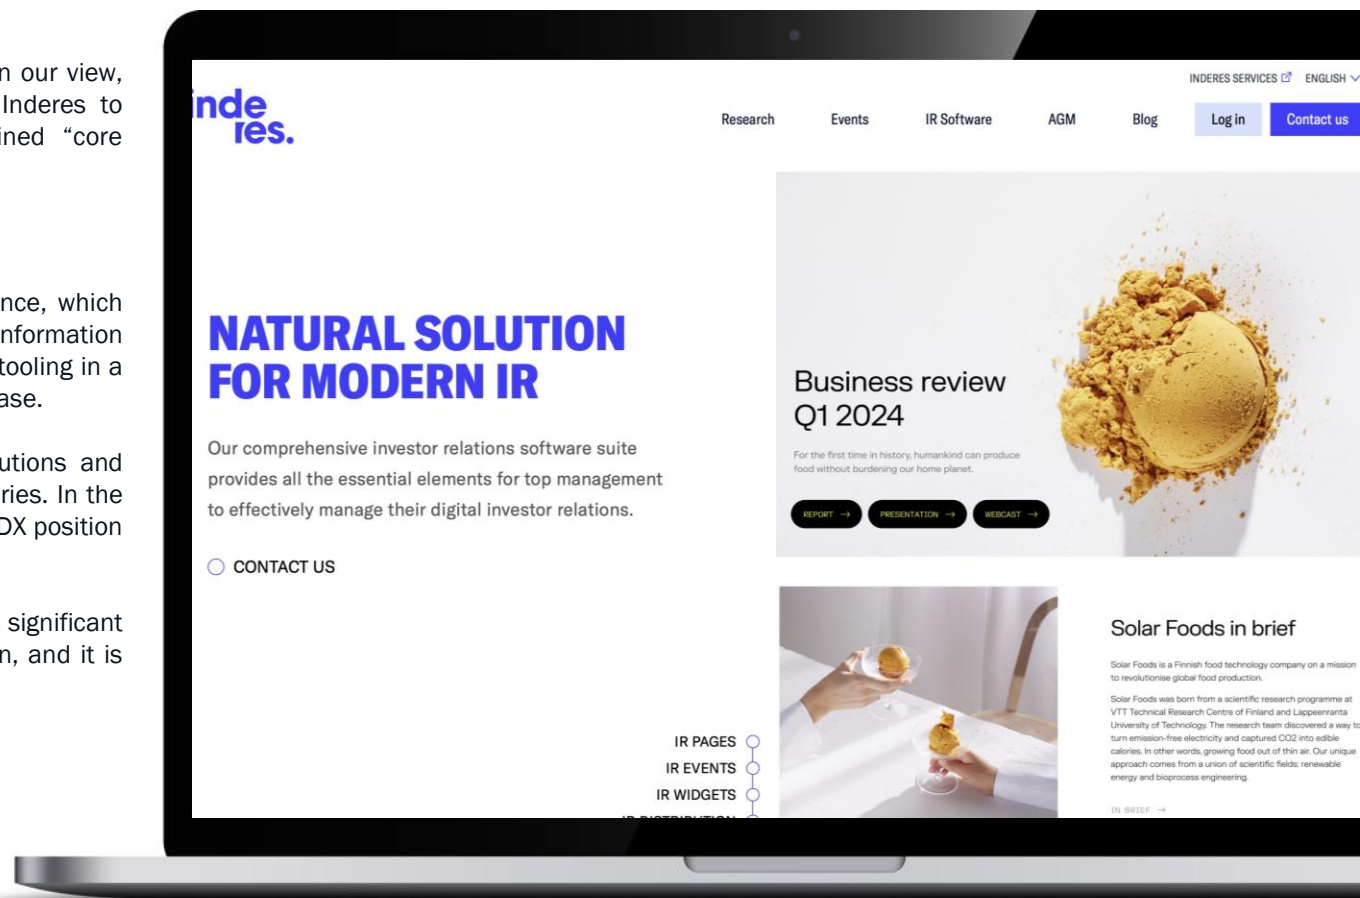 n our view,
Inderes to
ined “core
nce, which
information
tooling in a
ase.
utions and
ries. In the
DX position
significant
n, and it is
inde
res.
INDERES SERVICES ENGLISH
Research Events IR Software AGM Blog Log in Contact us
NATURAL SOLUTION
FOR MODERN IR
Our comprehensive investor relations software suite
provides all the essential elements for top management
to effectively manage their digital investor relations.
CONTACT US
IR PAGES
IR EVENTS
IR WIDGETS
IR DISTRIBUTION
Business review
Q1 2024
For the first time in history, humankind can produce
food without burdening our home planet.
REPORT → PRESENTATION → WEBCAST →
Solar Foods in brief
Solar Foods is a Finnish food technology company on a mission
to revolutionise global food production.
Solar Foods was born from a scientific research programme at
VTT Technical Research Centre of Finland and Lappeenranta
University of Technology. The research team discovered a way to
turn emission-free electricity and captured CO2 into edible
calories. In other words, growing food out of thin air. Our unique
approach comes from a union of scientific fields: renewable
energy and bioprocess engineering.
IN BRIEF →